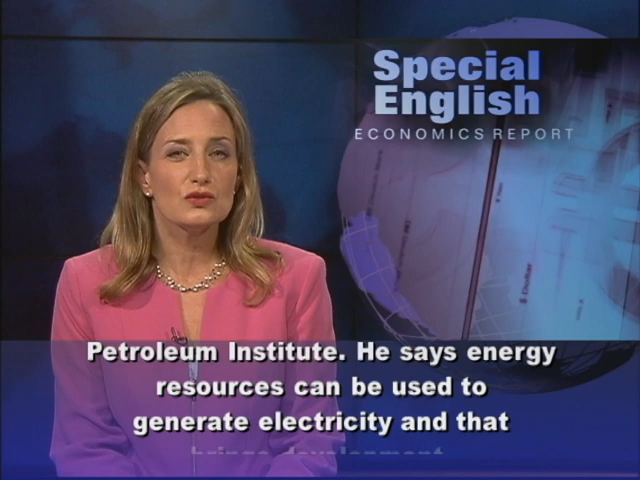 Special
English
ECONOMICS REPORT
Petroleum Institute. He says energy
resources can be used to
generate electricity and that